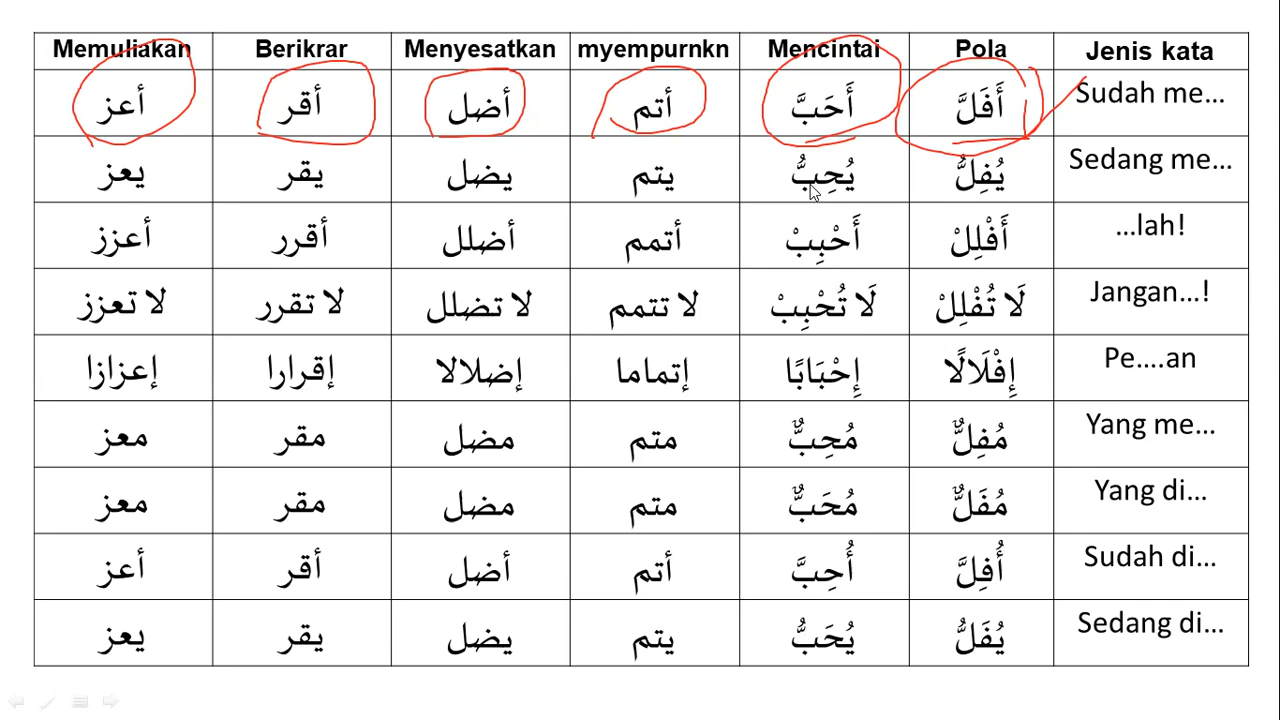 Memuliakan Berikrar Menyesatkan myempurnkn Mencintai Pola Jenis kata
أعز أقر أضل أتم أَحَبَّ أَفَلَّ Sudah me...
يعز يقر يضل يتم يُحِبُّ يُفِلُّ Sedang me...
أعزز أقرر أضلل أتمم أَحْبِبْ أَفْلِلْ ...lah!
لا تعزز لا تقرر لا تضلل لا تتمم لَا تُحْبِبْ لَا تُفْلِلْ Jangan...!
إعزازا إقرارا إضلالا إتماما إِحْبَابًا إِفْلَالًا Pe....an
معز مقر مضل متم مُحِبٌّ مُفِلٌّ Yang me...
معز مقر مضل متم مُحَبٌّ مُفَلٌّ Yang di...
أعز أقر أضل أتم أُحِبَّ أُفِلَّ Sudah di...
يعز يقر يضل يتم يُحَبُّ يُفَلُّ Sedang di...